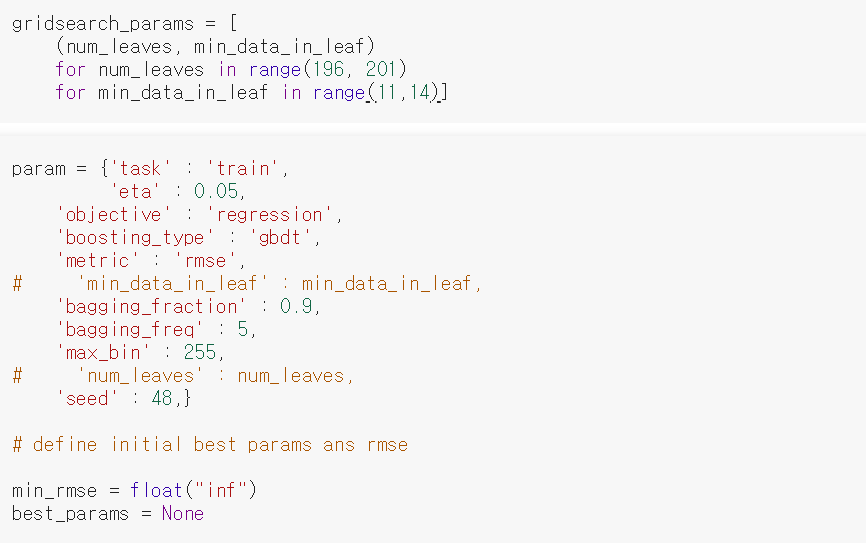 gridsearch_params = [
    (num_leaves, min_data_in_leaf)
    for num_leaves in range(196, 201)
    for min_data_in_leaf in range(11,14)]
param = {'task' : 'train',
         'eta' : 0.05,
    'objective' : 'regression',
    'boosting_type' : 'gbdt',
    'metric' : 'rmse',
#     'min_data_in_leaf' : min_data_in_leaf,
    'bagging_fraction' : 0.9,
    'bagging_freq' : 5,
    'max_bin' : 255,
#     'num_leaves' : num_leaves,
    'seed' : 48,}
# define initial best params ans rmse
min_rmse = float("inf")
best_params = None